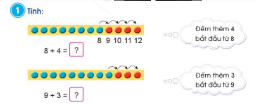 1 Tính:
8 9 10 11 12
8 + 4 = ?
Đếm thêm 4
bắt đầu từ 8
9 + 3 = ?
Đếm thêm 3
bắt đầu từ 9